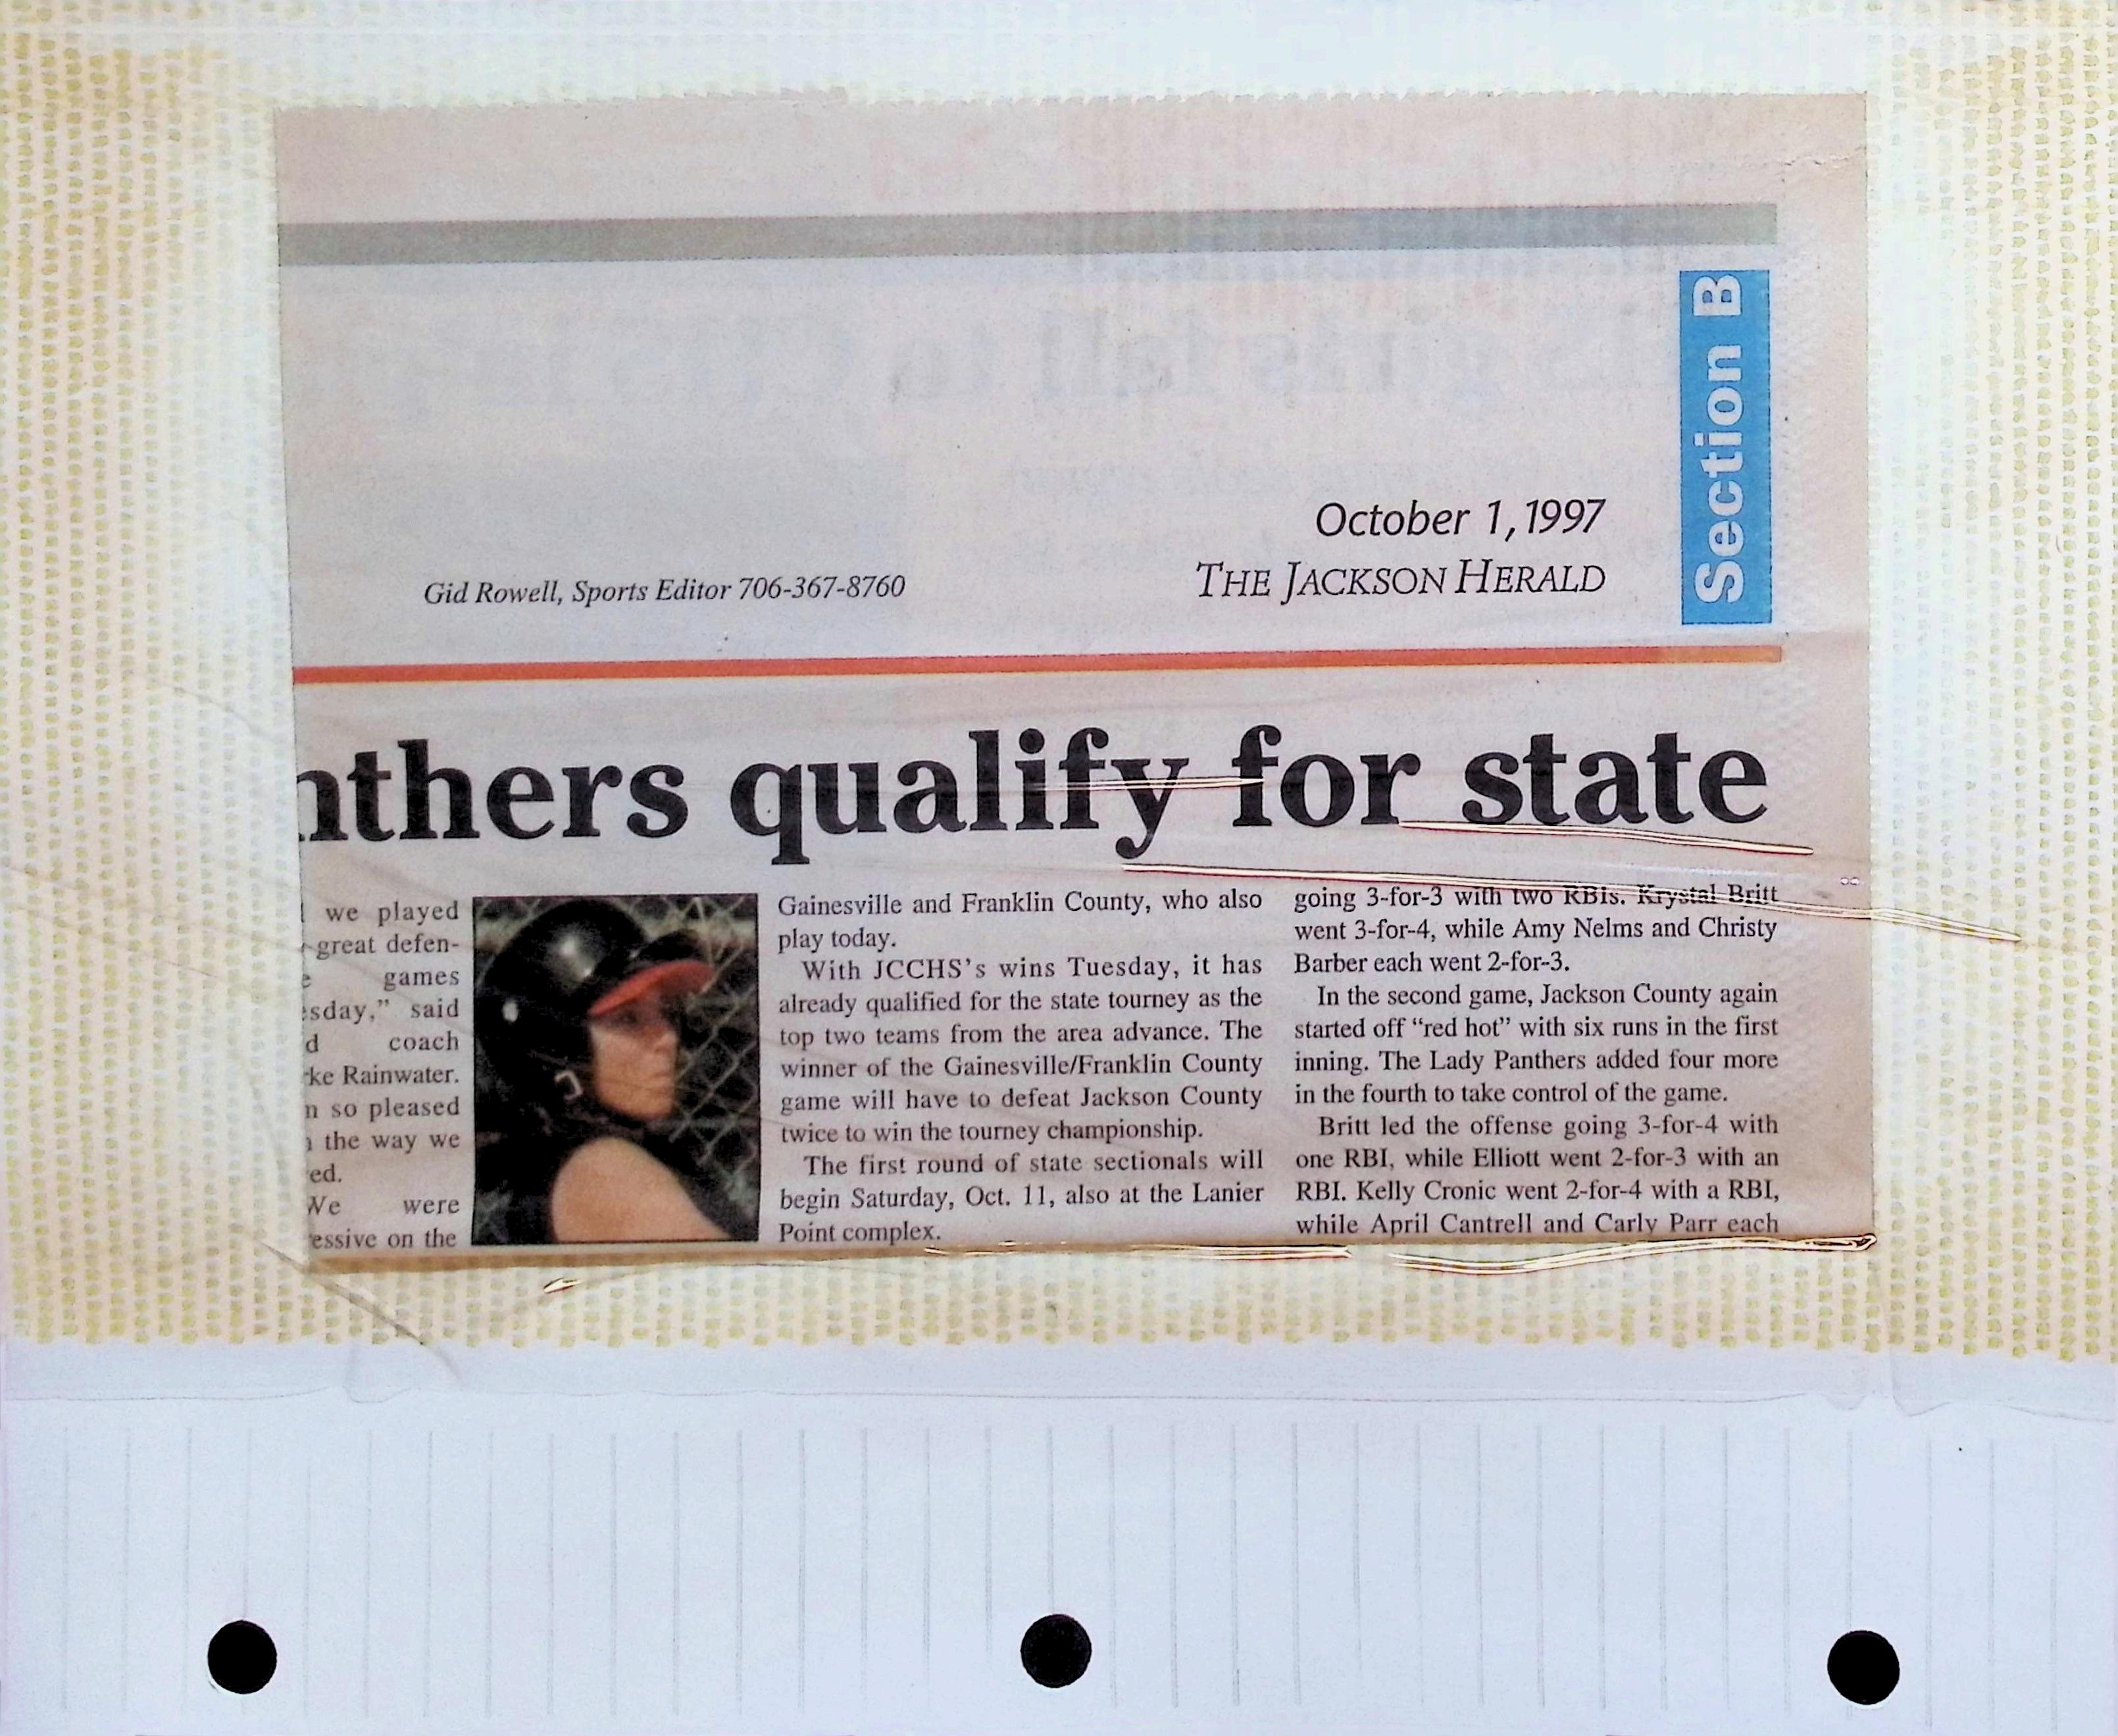 Section B
October 1, 1997
Gid Rowell, Sports Editor 706-367-8760
THE JACKSON HERALD
nthers qualify for state
we played
great defen-
games
sday,” said
d coach
rke Rainwater.
n so pleased
the way we
ed.
We were
essive on the
Gainesville and Franklin County, who also
play today.
With JCCHS’s wins Tuesday, it has
already qualified for the state tourney as the
top two teams from the area advance. The
winner of the Gainesville/Franklin County
game will have to defeat Jackson County
twice to win the tourney championship.
The first round of state sectionals will
begin Saturday, Oct. 11, also at the Lanier
Point complex.
going 3-for-3 with two RBIs. Krystal Britt
went 3-for-4, while Amy Nelms and Christy
Barber each went 2-for-3.
In the second game, Jackson County again
started off “red hot” with six runs in the first
inning. The Lady Panthers added four more
in the fourth to take control of the game.
Britt led the offense going 3-for-4 with
one RBI, while Elliott went 2-for-3 with an
RBI. Kelly Cronic went 2-for-4 with a RBI,
while April Cantrell and Carly Parr each